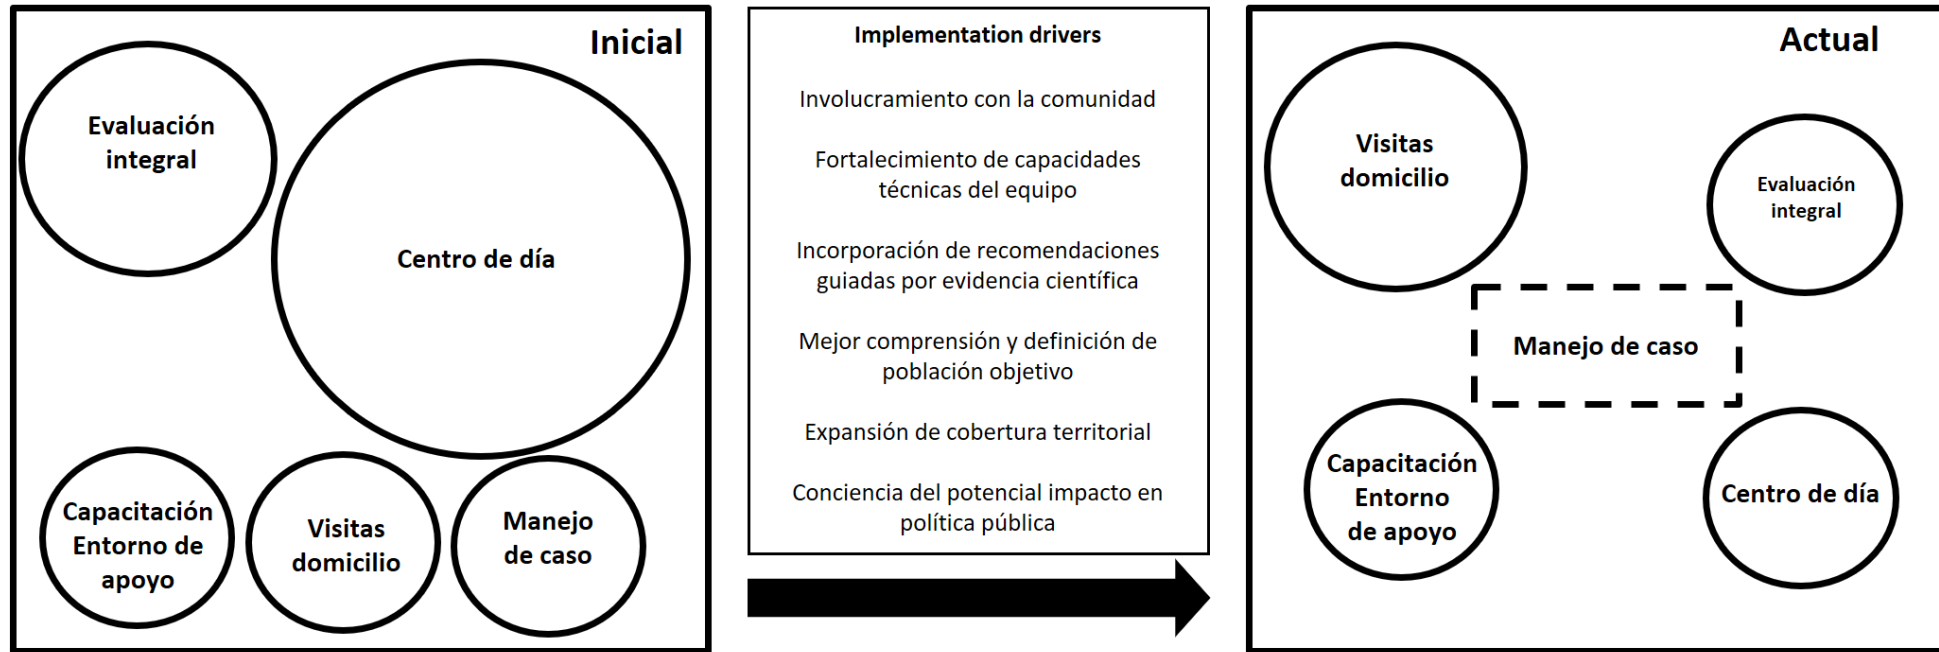 Inicial
Evaluación
integral
Centro de día
Capacitación
Entorno de
apoyo
Visitas
domicilio
Manejo
de caso
Implementation drivers
Involucramiento con la comunidad
Fortalecimiento de capacidades
técnicas del equipo
Incorporación de recomendaciones
guiadas por evidencia científica
Mejor comprensión y definición de
población objetivo
Expansión de cobertura territorial
Conciencia del potencial impacto en
política pública
Actual
Visitas
domicilio
Evaluación
integral
Manejo de caso
Capacitación
Entorno
de apoyo
Centro de día